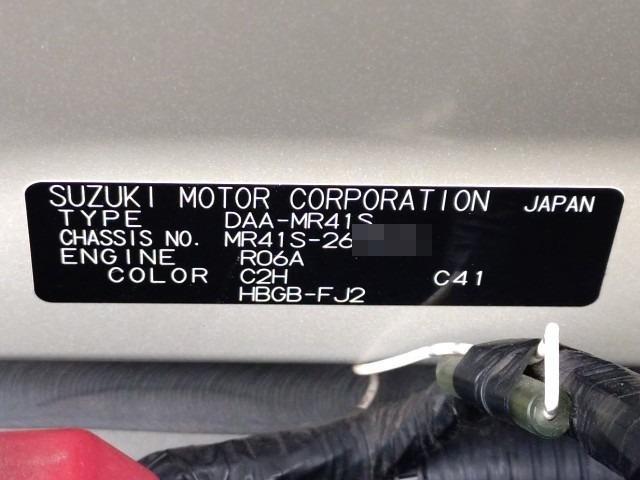 SUZUKI MOTOR CORPORATION JAPAN
TYPE DAA-MR41S
CHASSIS NO. MR41S-26
ENGINE R06A
COLOR C2H C41
HBGB-FJ2